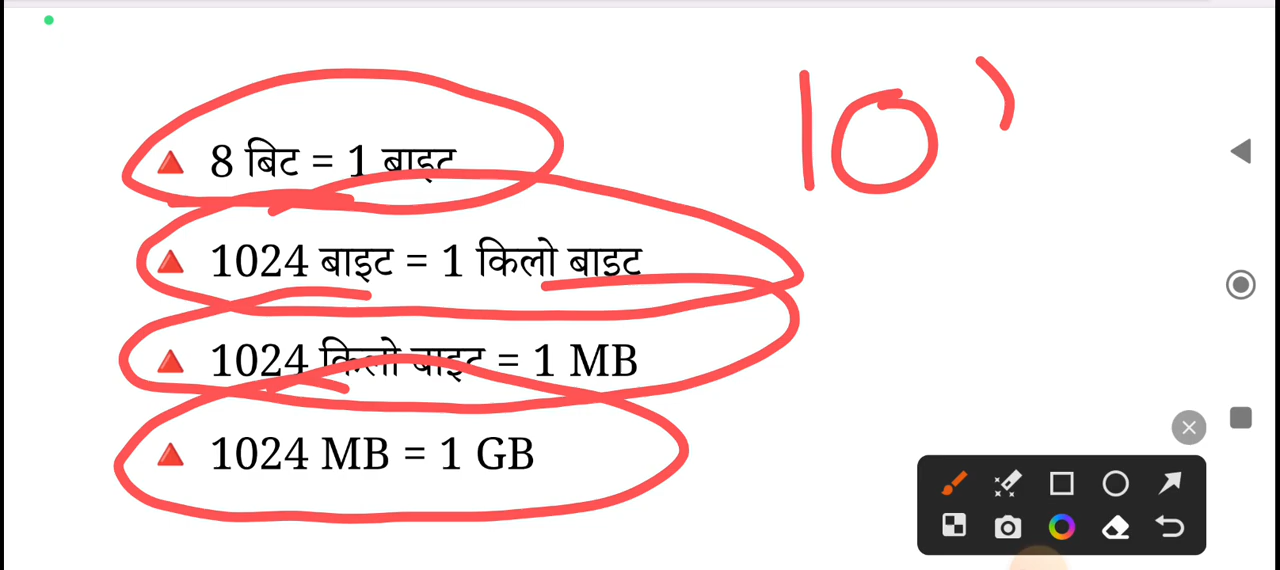 8 बिट = 1 बाइट
1024 बाइट = 1 किलो बाइट
1024 किलो बाइट = 1 MB
1024 MB = 1 GB
10